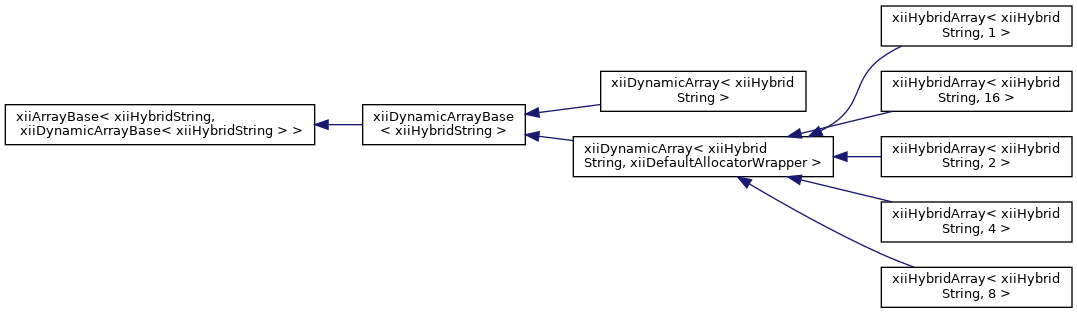 xiiArrayBase< xiiHybridString,
xiiDynamicArrayBase< xiiHybridString > >
xiiDynamicArrayBase
< xiiHybridString >
xiiDynamicArray< xiiHybrid
String >
xiiDynamicArray< xiiHybrid
String, xiiDefaultAllocatorWrapper >
xiiHybridArray< xiiHybrid
String, 1 >
xiiHybridArray< xiiHybrid
String, 16 >
xiiHybridArray< xiiHybrid
String, 2 >
xiiHybridArray< xiiHybrid
String, 4 >
xiiHybridArray< xiiHybrid
String, 8 >